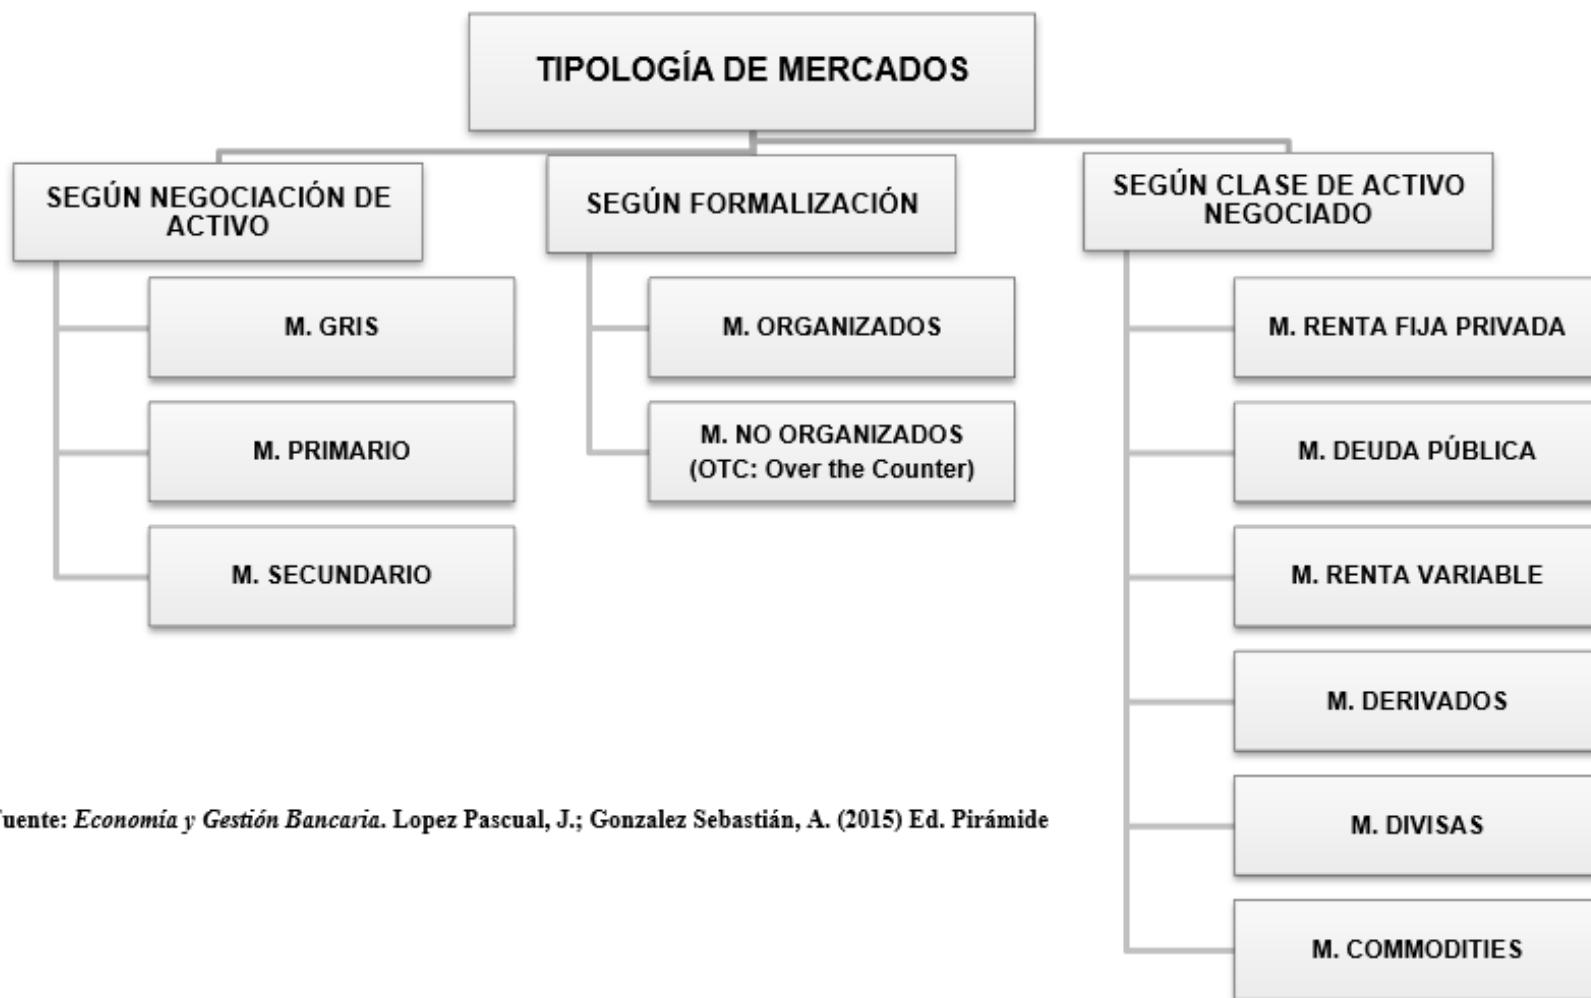 TIPOLOGÍA DE MERCADOS
SEGÚN NEGOCIACIÓN DE
ACTIVO
M. GRIS
M. PRIMARIO
M. SECUNDARIO
SEGÚN FORMALIZACIÓN
M. ORGANIZADOS
M. NO ORGANIZADOS
(OTC: Over the Counter)
SEGÚN CLASE DE ACTIVO
NEGOCIADO
M. RENTA FIJA PRIVADA
M. DEUDA PÚBLICA
M. RENTA VARIABLE
M. DERIVADOS
M. DIVISAS
M. COMMODITIES
uente: Economía y Gestión Bancaria. Lopez Pascual, J.; Gonzalez Sebastián, A. (2015) Ed. Pirámide